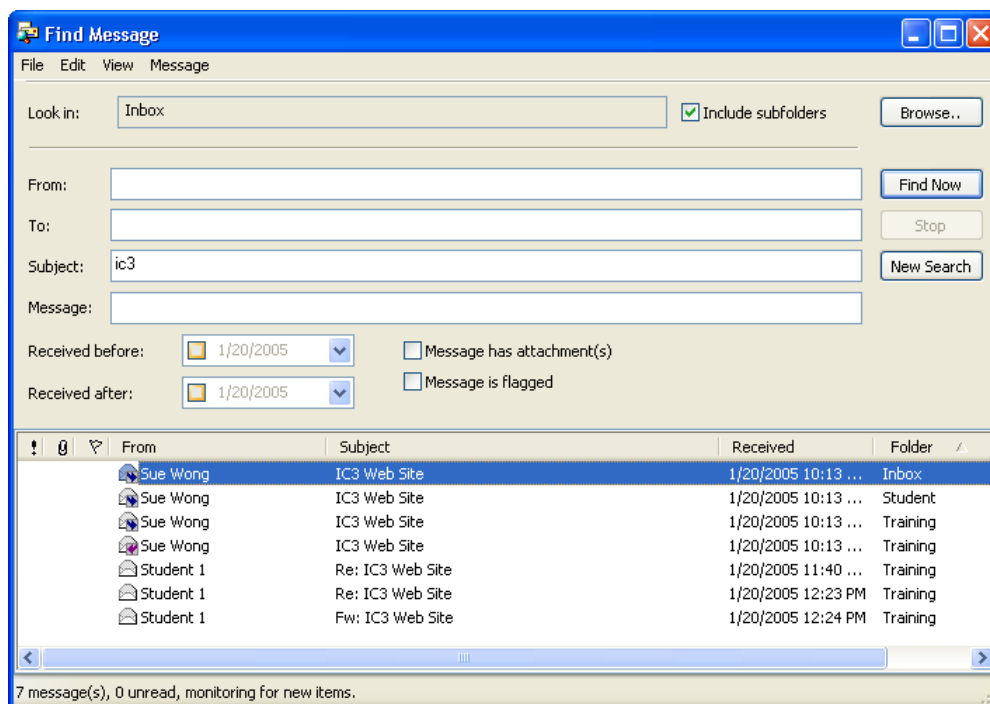 Find Message
File Edit View Message
Look in: Inbox Include subfolders Browse..
From: Find Now
To: Stop
Subject: ic3 New Search
Message:
Received before: 1/20/2005 Message has attachment(s)
Message is flagged
Received after: 1/20/2005
! From Subject Received Folder
Sue Wong IC3 Web Site 1/20/2005 10:13 ... Inbox
Sue Wong IC3 Web Site 1/20/2005 10:13 ... Student
Sue Wong IC3 Web Site 1/20/2005 10:13 ... Training
Sue Wong IC3 Web Site 1/20/2005 10:13 ... Training
Student 1 Re: IC3 Web Site 1/20/2005 11:40 ... Training
Student 1 Re: IC3 Web Site 1/20/2005 12:23 PM Training
Student 1 Fw: IC3 Web Site 1/20/2005 12:24 PM Training
7 message(s), 0 unread, monitoring for new items.